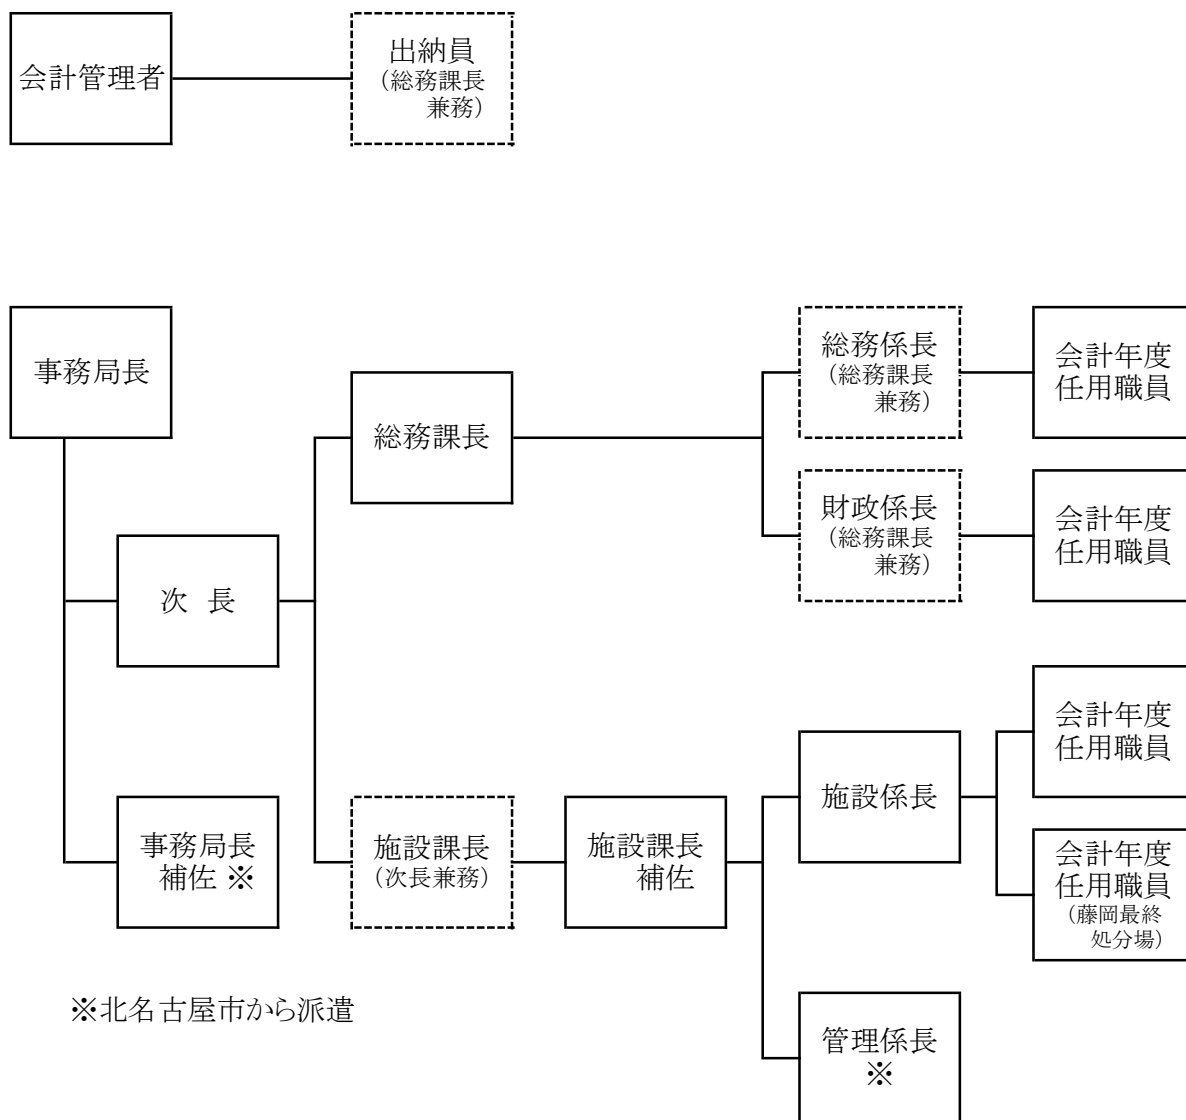 会計管理者
出納員
(総務課長
兼務)
事務局長
総務課長
総務係長
(総務課長
兼務)
会計年度
任用職員
財政係長
(総務課長
兼務)
会計年度
任用職員
次 長
事務局長
補佐 ※
施設課長
(次長兼務)
施設課長
補佐
施設係長
会計年度
任用職員
会計年度
任用職員
(藤岡最終
処分場)
管理係長
※
※北名古屋市から派遣